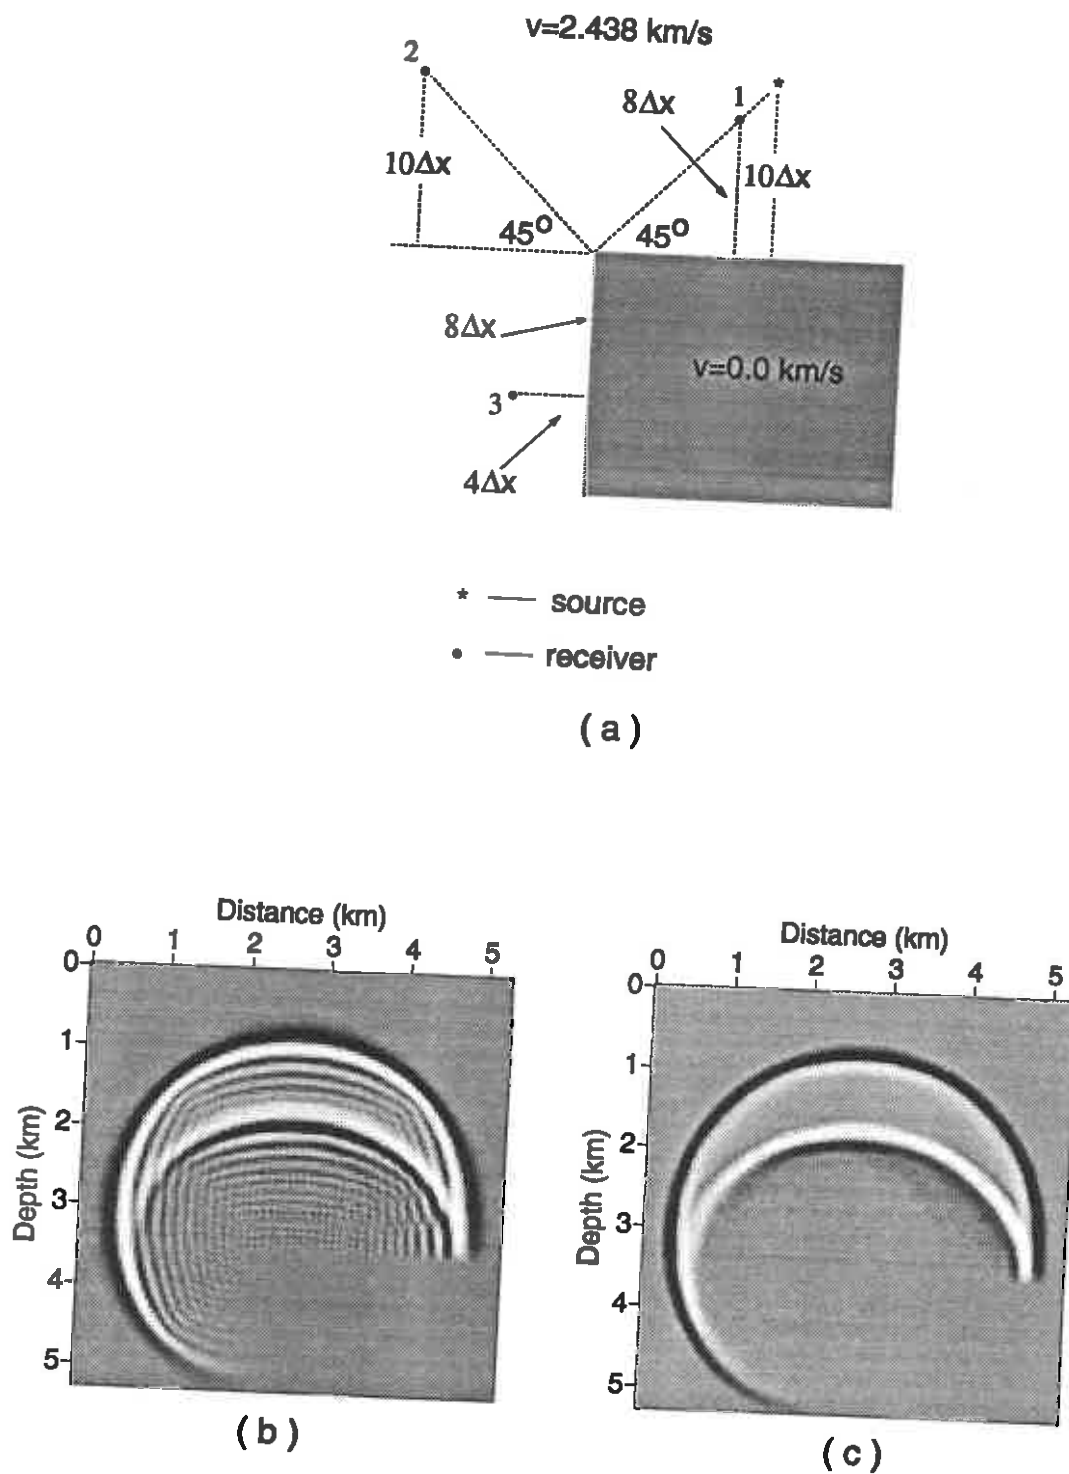 v=2.438 km/s
2
*
1
8Δx
10Δx
10Δx
45⁰
45⁰
8Δx
v=0.0 km/s
3
4Δx
* — source
• — receiver
( a )
Distance (km)
0 1 2 3 4 5
0
1
2
3
4
5
Depth (km)
( b )
Distance (km)
0 1 2 3 4 5
0
1
2
3
4
5
Depth (km)
( c )